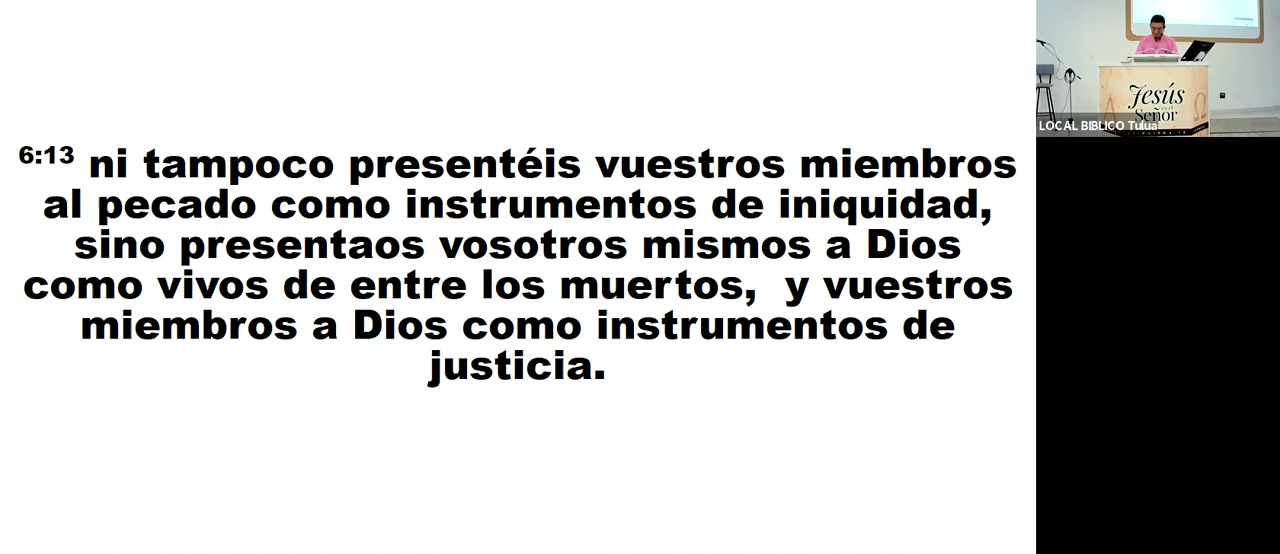 6:13 ni tampoco presentéis vuestros miembros
al pecado como instrumentos de iniquidad,
sino presentaos vosotros mismos a Dios
como vivos de entre los muertos,  y vuestros
miembros a Dios como instrumentos de
justicia.
Jesús
Señor
LOCAL BIBLICO Tulua